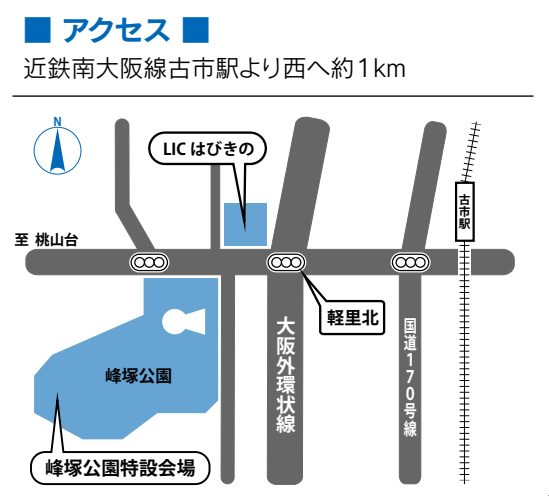 ■ アクセス ■
近鉄南大阪線古市駅より西へ約1km
N
LIC はびきの
古市駅
至 桃山台
軽里北
大阪外環状線
国道170号線
峰塚公園
峰塚公園特設会場